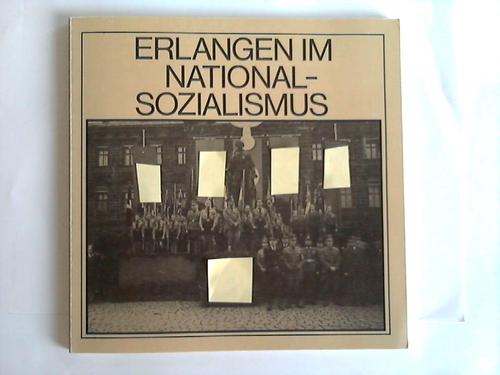 ERLANGEN IM
NATIONAL-
SOZIALISMUS